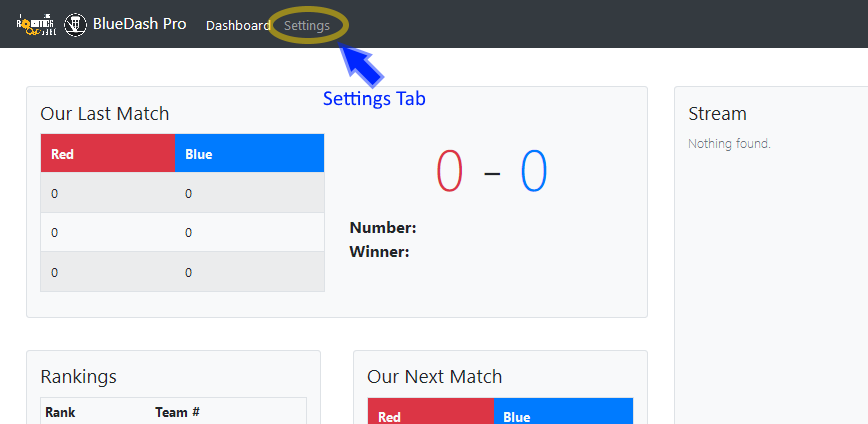 BlueDash Pro Dashboard Settings
Settings Tab
Our Last Match
Red Blue
0 0
0 0
0 0
0 - 0
Number:
Winner:
Stream
Nothing found.
Rankings
Rank Team #
Our Next Match
Red Blue